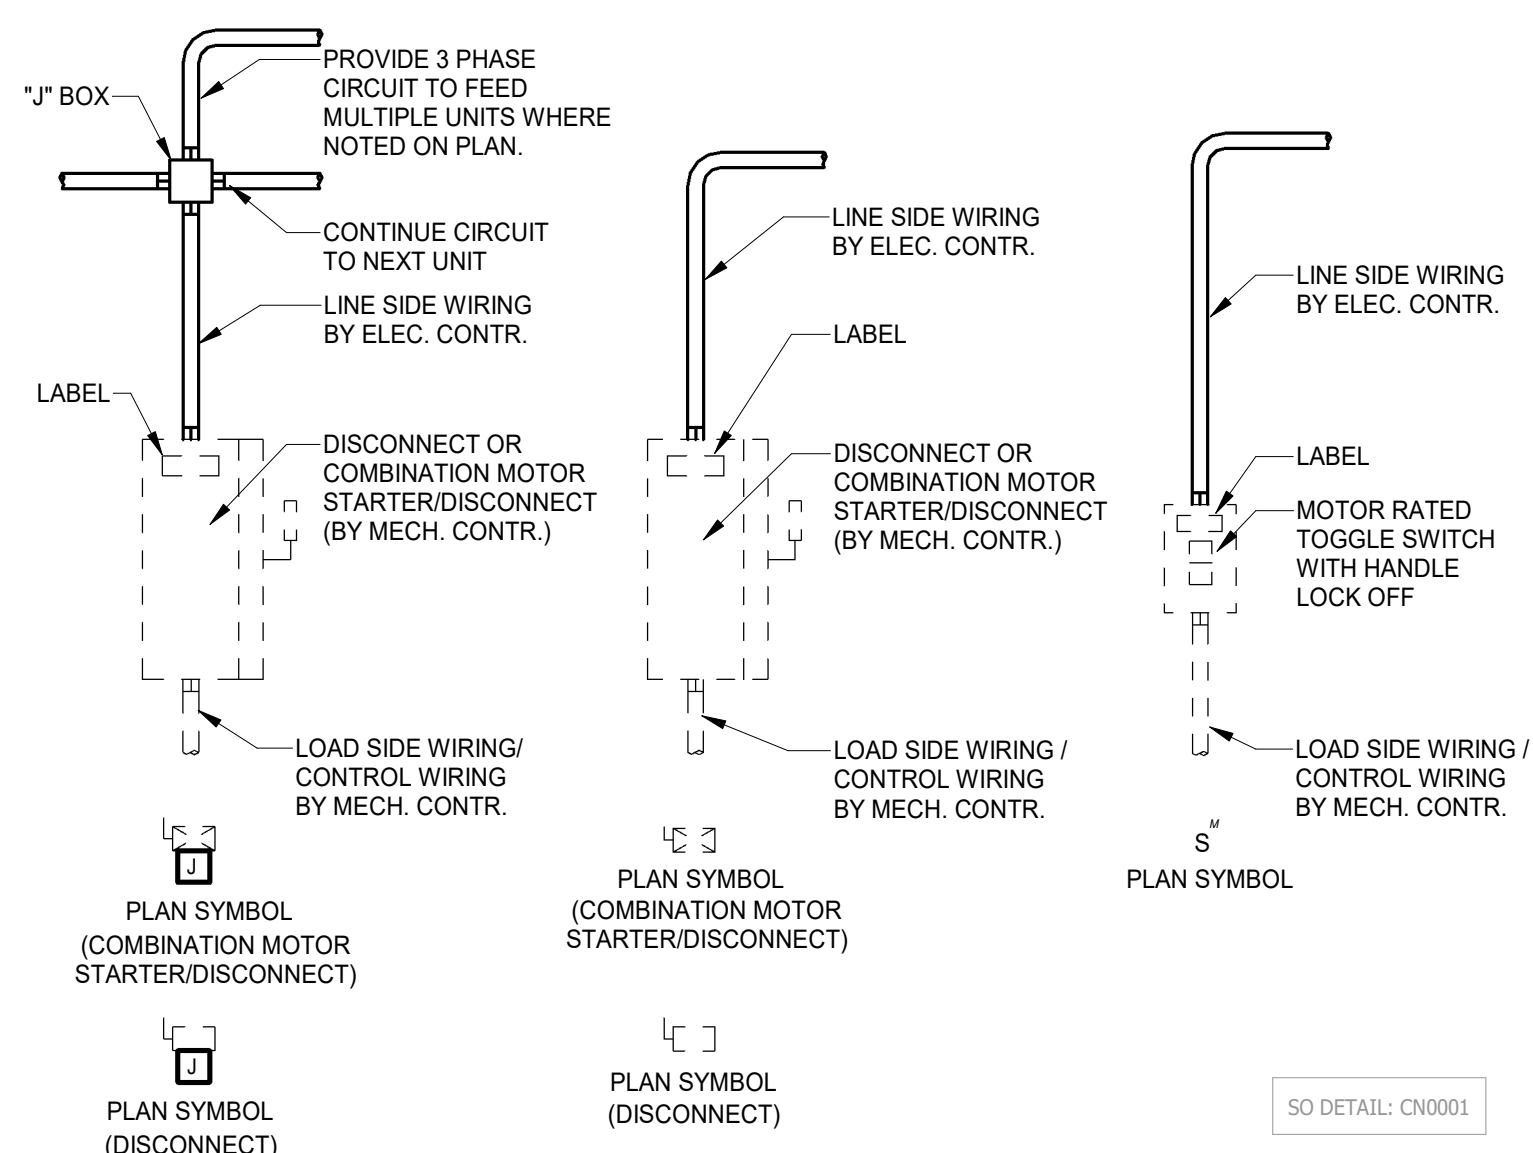 "J" BOX
PROVIDE 3 PHASE
CIRCUIT TO FEED
MULTIPLE UNITS WHERE
NOTED ON PLAN.
CONTINUE CIRCUIT
TO NEXT UNIT
LINE SIDE WIRING
BY ELEC. CONTR.
LABEL
DISCONNECT OR
COMBINATION MOTOR
STARTER/DISCONNECT
(BY MECH. CONTR.)
LOAD SIDE WIRING/
CONTROL WIRING
BY MECH. CONTR.
J
PLAN SYMBOL
(COMBINATION MOTOR
STARTER/DISCONNECT)
J
PLAN SYMBOL
(DISCONNECT)
LINE SIDE WIRING
BY ELEC. CONTR.
LABEL
DISCONNECT OR
COMBINATION MOTOR
STARTER/DISCONNECT
(BY MECH. CONTR.)
LOAD SIDE WIRING /
CONTROL WIRING
BY MECH. CONTR.
PLAN SYMBOL
(COMBINATION MOTOR
STARTER/DISCONNECT)
PLAN SYMBOL
(DISCONNECT)
LINE SIDE WIRING
BY ELEC. CONTR.
LABEL
MOTOR RATED
TOGGLE SWITCH
WITH HANDLE
LOCK OFF
LOAD SIDE WIRING /
CONTROL WIRING
BY MECH. CONTR.
S M
PLAN SYMBOL
SO DETAIL: CN0001